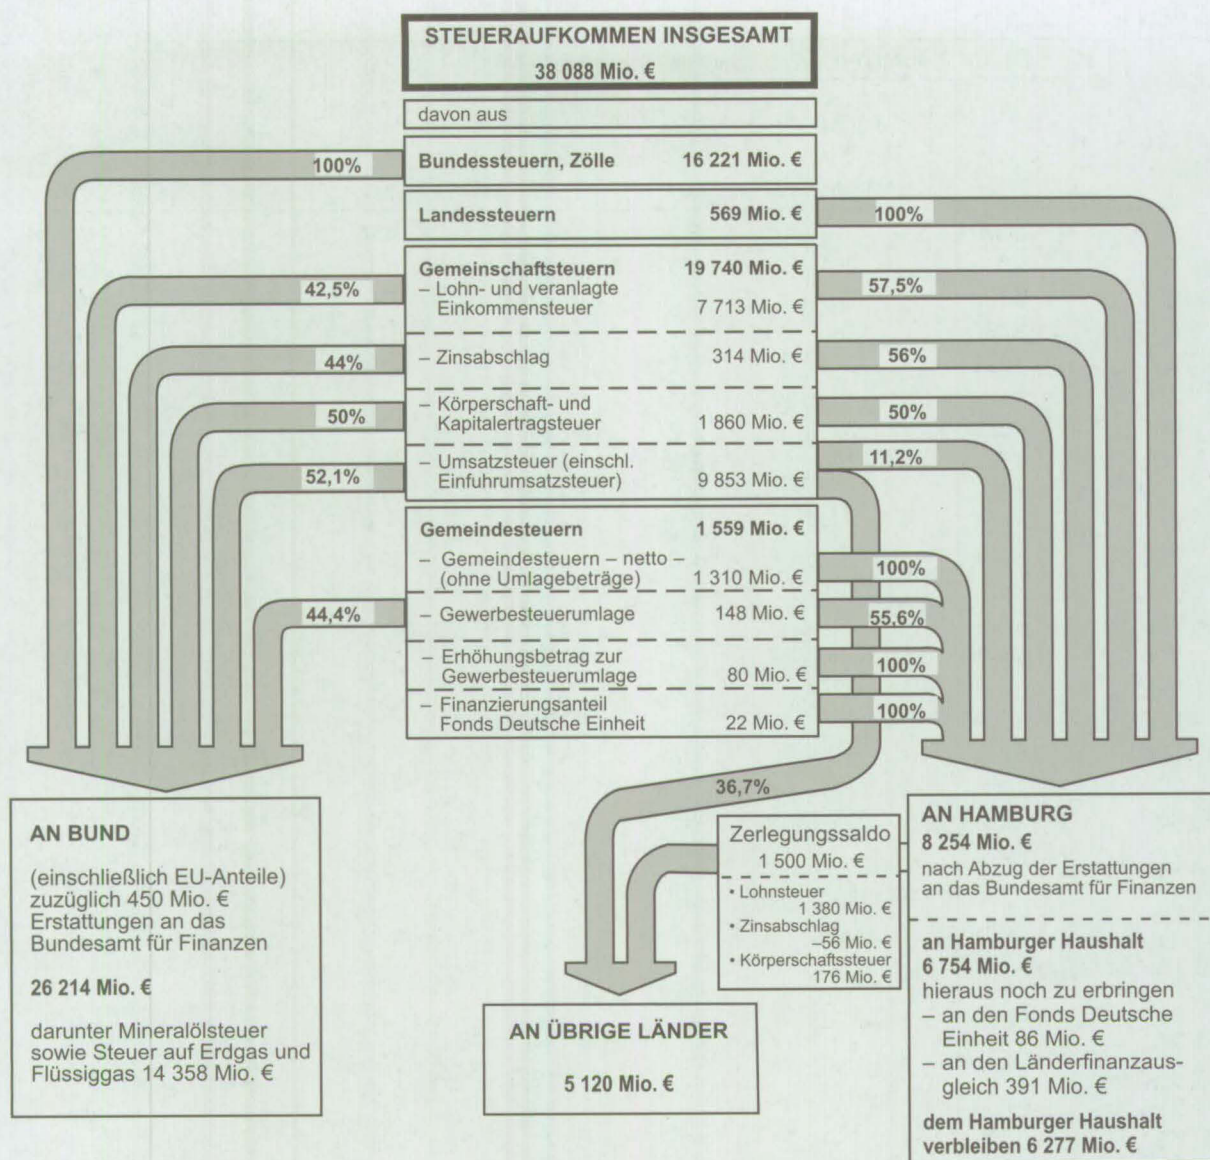 STEUERAUFKOMMEN INSGESAMT
38 088 Mio. €
davon aus
100%
Bundessteuern, Zölle 16 221 Mio. €
Landessteuern 569 Mio. €
100%
Gemeinschaftsteuern 19 740 Mio. €
42,5%
– Lohn- und veranlagte
Einkommensteuer 7 713 Mio. €
57,5%
44%
– Zinsabschlag 314 Mio. €
56%
50%
– Körperschaft- und
Kapitalertragsteuer 1 860 Mio. €
50%
52,1%
– Umsatzsteuer (einschl.
Einfuhrumsatzsteuer) 9 853 Mio. €
11,2%
Gemeindesteuern 1 559 Mio. €
– Gemeindesteuern – netto –
(ohne Umlagebeträge) 1 310 Mio. €
100%
44,4%
– Gewerbesteuerumlage 148 Mio. €
55,6%
– Erhöhungsbetrag zur
Gewerbesteuerumlage 80 Mio. €
100%
– Finanzierungsanteil
Fonds Deutsche Einheit 22 Mio. €
100%
36,7%
AN BUND
(einschließlich EU-Anteile)
zuzüglich 450 Mio. €
Erstattungen an das
Bundesamt für Finanzen
26 214 Mio. €
darunter Mineralölsteuer
sowie Steuer auf Erdgas und
Flüssiggas 14 358 Mio. €
AN ÜBRIGE LÄNDER
5 120 Mio. €
Zerlegungssaldo
1 500 Mio. €
• Lohnsteuer
1 380 Mio. €
• Zinsabschlag
–56 Mio. €
• Körperschaftssteuer
176 Mio. €
AN HAMBURG
8 254 Mio. €
nach Abzug der Erstattungen
an das Bundesamt für Finanzen
an Hamburger Haushalt
6 754 Mio. €
hieraus noch zu erbringen
– an den Fonds Deutsche
Einheit 86 Mio. €
– an den Länderfinanzaus-
gleich 391 Mio. €
dem Hamburger Haushalt
verbleiben 6 277 Mio. €